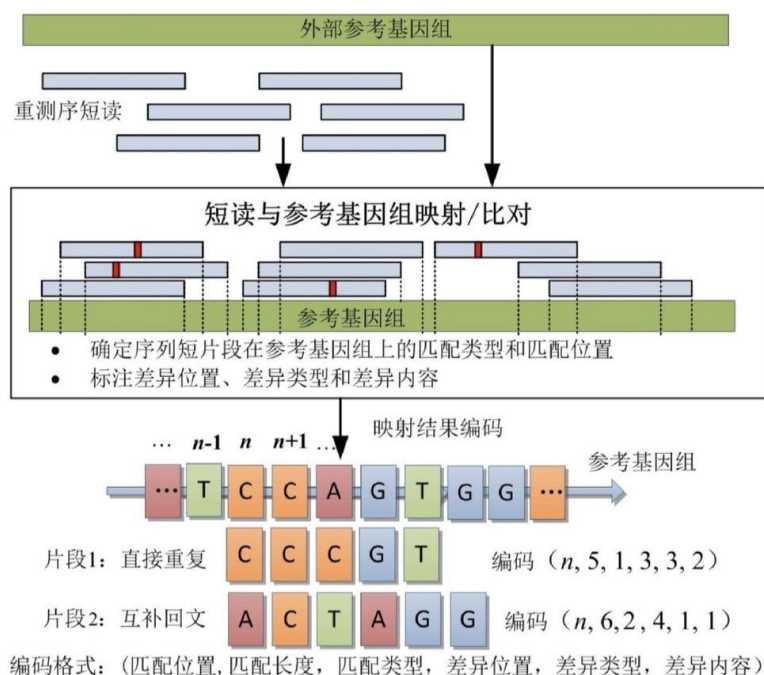 外部参考基因组
重测序短读
短读与参考基因组映射/比对
参考基因组
• 确定序列短片段在参考基因组上的匹配类型和匹配位置
• 标注差异位置、差异类型和差异内容
映射结果编码
… n-1 n n+1 …
参考基因组
… T C C A G T G G …
片段1：直接重复 C C C G T 编码（n, 5, 1, 3, 3, 2）
片段2：互补回文 A C T A G G 编码（n, 6, 2, 4, 1, 1）
编码格式：（匹配位置, 匹配长度，匹配类型，差异位置，差异类型，差异内容）